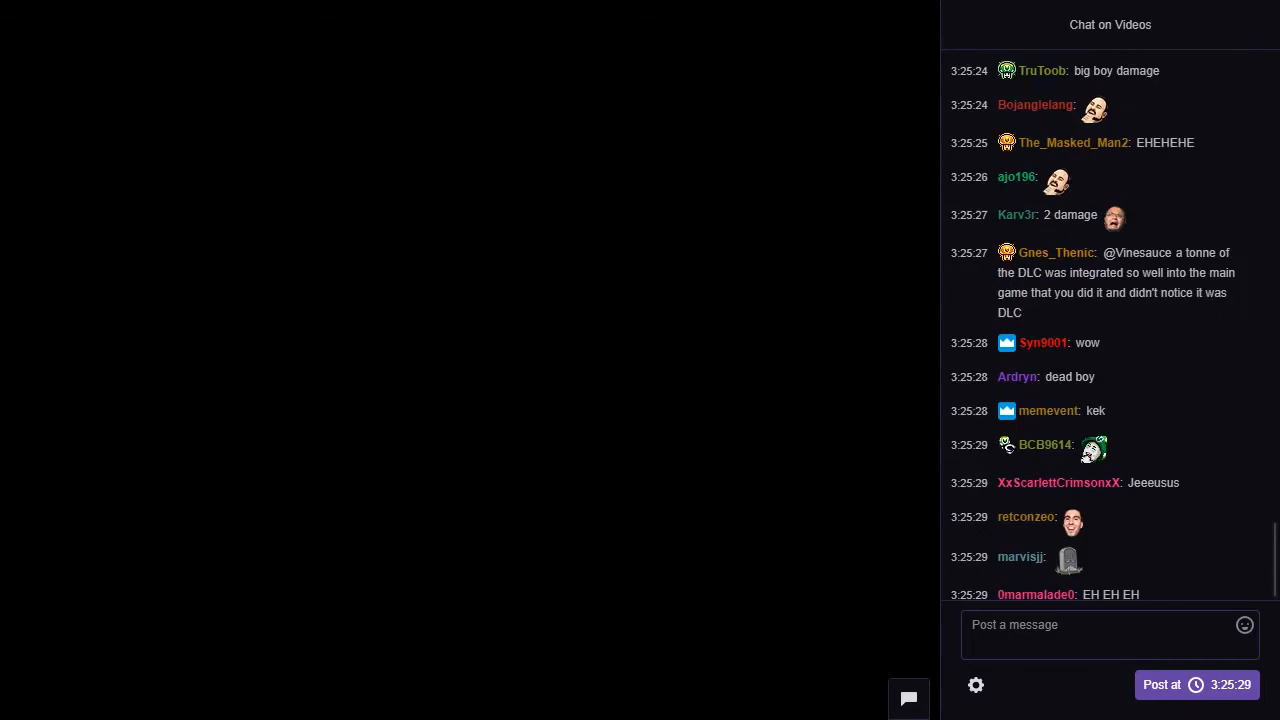 Chat on Videos
3:25:24 TruToob: big boy damage
3:25:24 Bojanglelang:
3:25:25 The_Masked_Man2: EHEHEHE
3:25:26 ajo196:
3:25:27 Karv3r: 2 damage
3:25:27 Gnes_Thenic: @Vinesauce a tonne of
the DLC was integrated so well into the main
game that you did it and didn't notice it was
DLC
3:25:28 Syn9001: wow
3:25:28 Ardryn: dead boy
3:25:28 memevent: kek
3:25:29 BCB9614:
3:25:29 XxScarlettCrimsonxX: Jeeeusus
3:25:29 retconzeo:
3:25:29 marvisjj:
3:25:29 0marmalade0: EH EH EH
Post a message
Post at 3:25:29